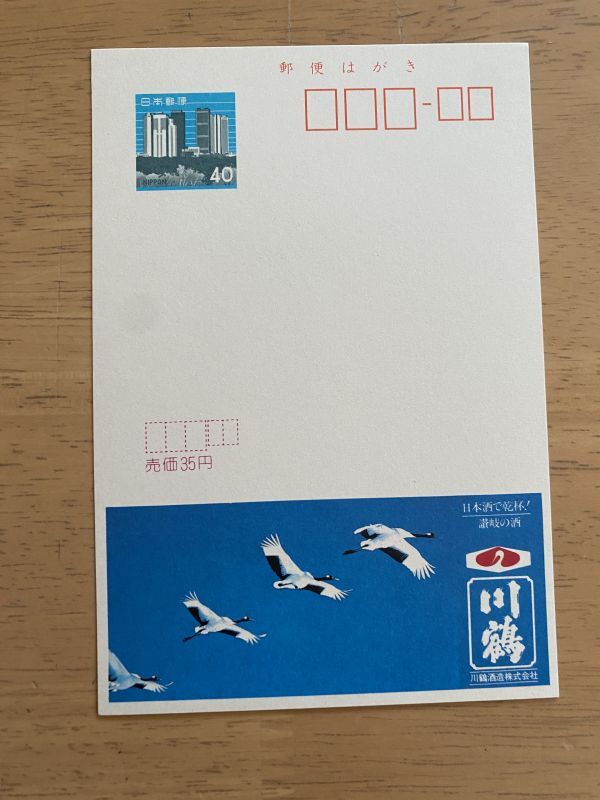 郵便はがき
日本郵便
NIPPON
40
売価35円
日本酒で乾杯!
讃岐の酒
川鶴
川鶴酒造株式会社